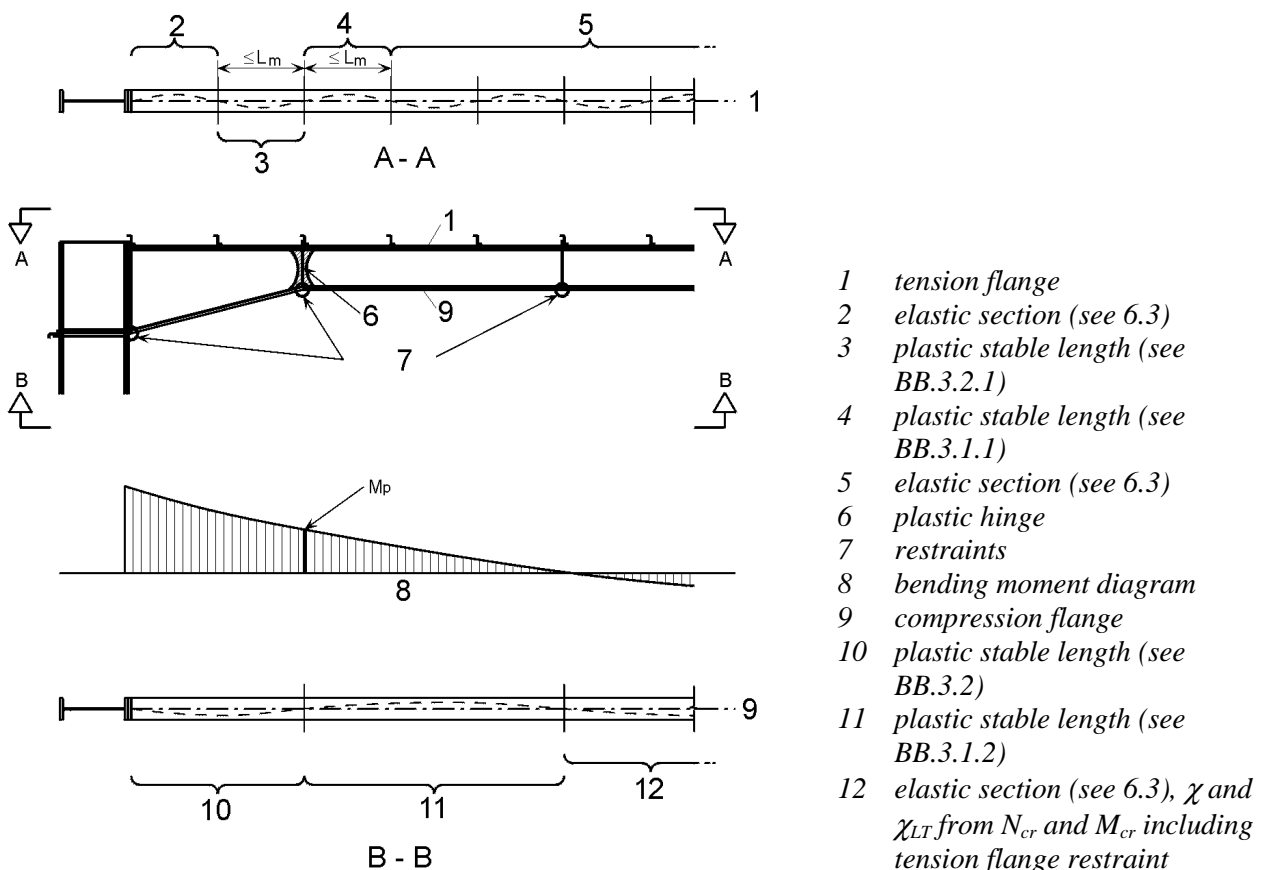 2 4 5
≤Lm ≤Lm
1
3
A - A
1
A A
6 9
7
B B
Mp
8
9
10 11 12
B - B
1 tension flange
2 elastic section (see 6.3)
3 plastic stable length (see
BB.3.2.1)
4 plastic stable length (see
BB.3.1.1)
5 elastic section (see 6.3)
6 plastic hinge
7 restraints
8 bending moment diagram
9 compression flange
10 plastic stable length (see
BB.3.2)
11 plastic stable length (see
BB.3.1.2)
12 elastic section (see 6.3), χ and
χLT from Ncr and Mcr including
tension flange restraint